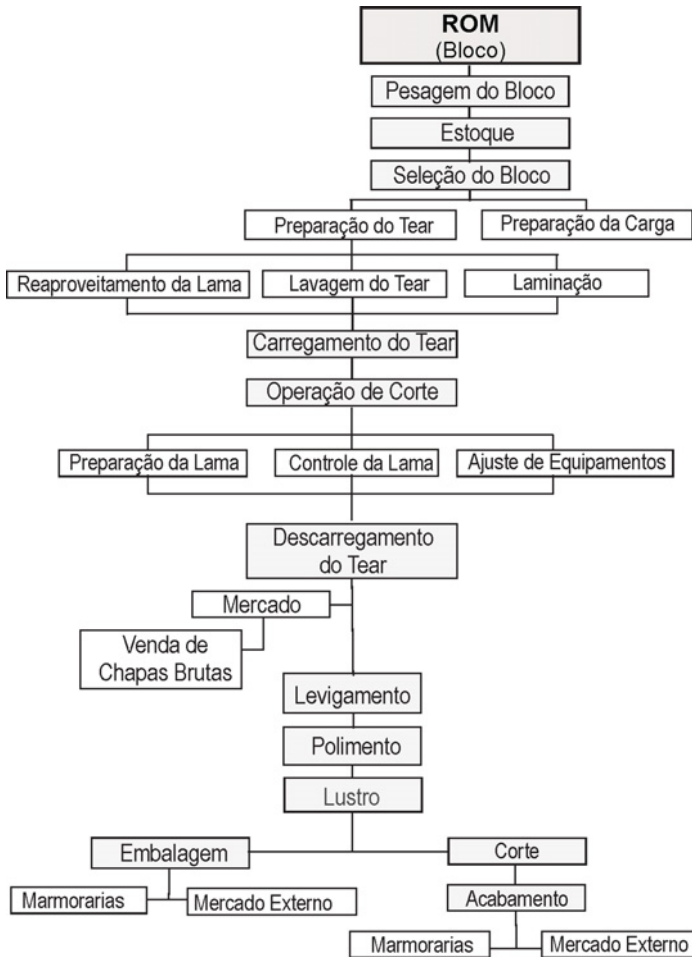 ROM
(Bloco)
Pesagem do Bloco
Estoque
Seleção do Bloco
Preparação do Tear
Preparação da Carga
Reaproveitamento da Lama
Lavagem do Tear
Laminação
Carregamento do Tear
Operação de Corte
Preparação da Lama
Controle da Lama
Ajuste de Equipamentos
Descarregamento
do Tear
Mercado
Venda de
Chapas Brutas
Levigamento
Polimento
Lustro
Embalagem
Corte
Marmorarias
Mercado Externo
Acabamento
Marmorarias
Mercado Externo